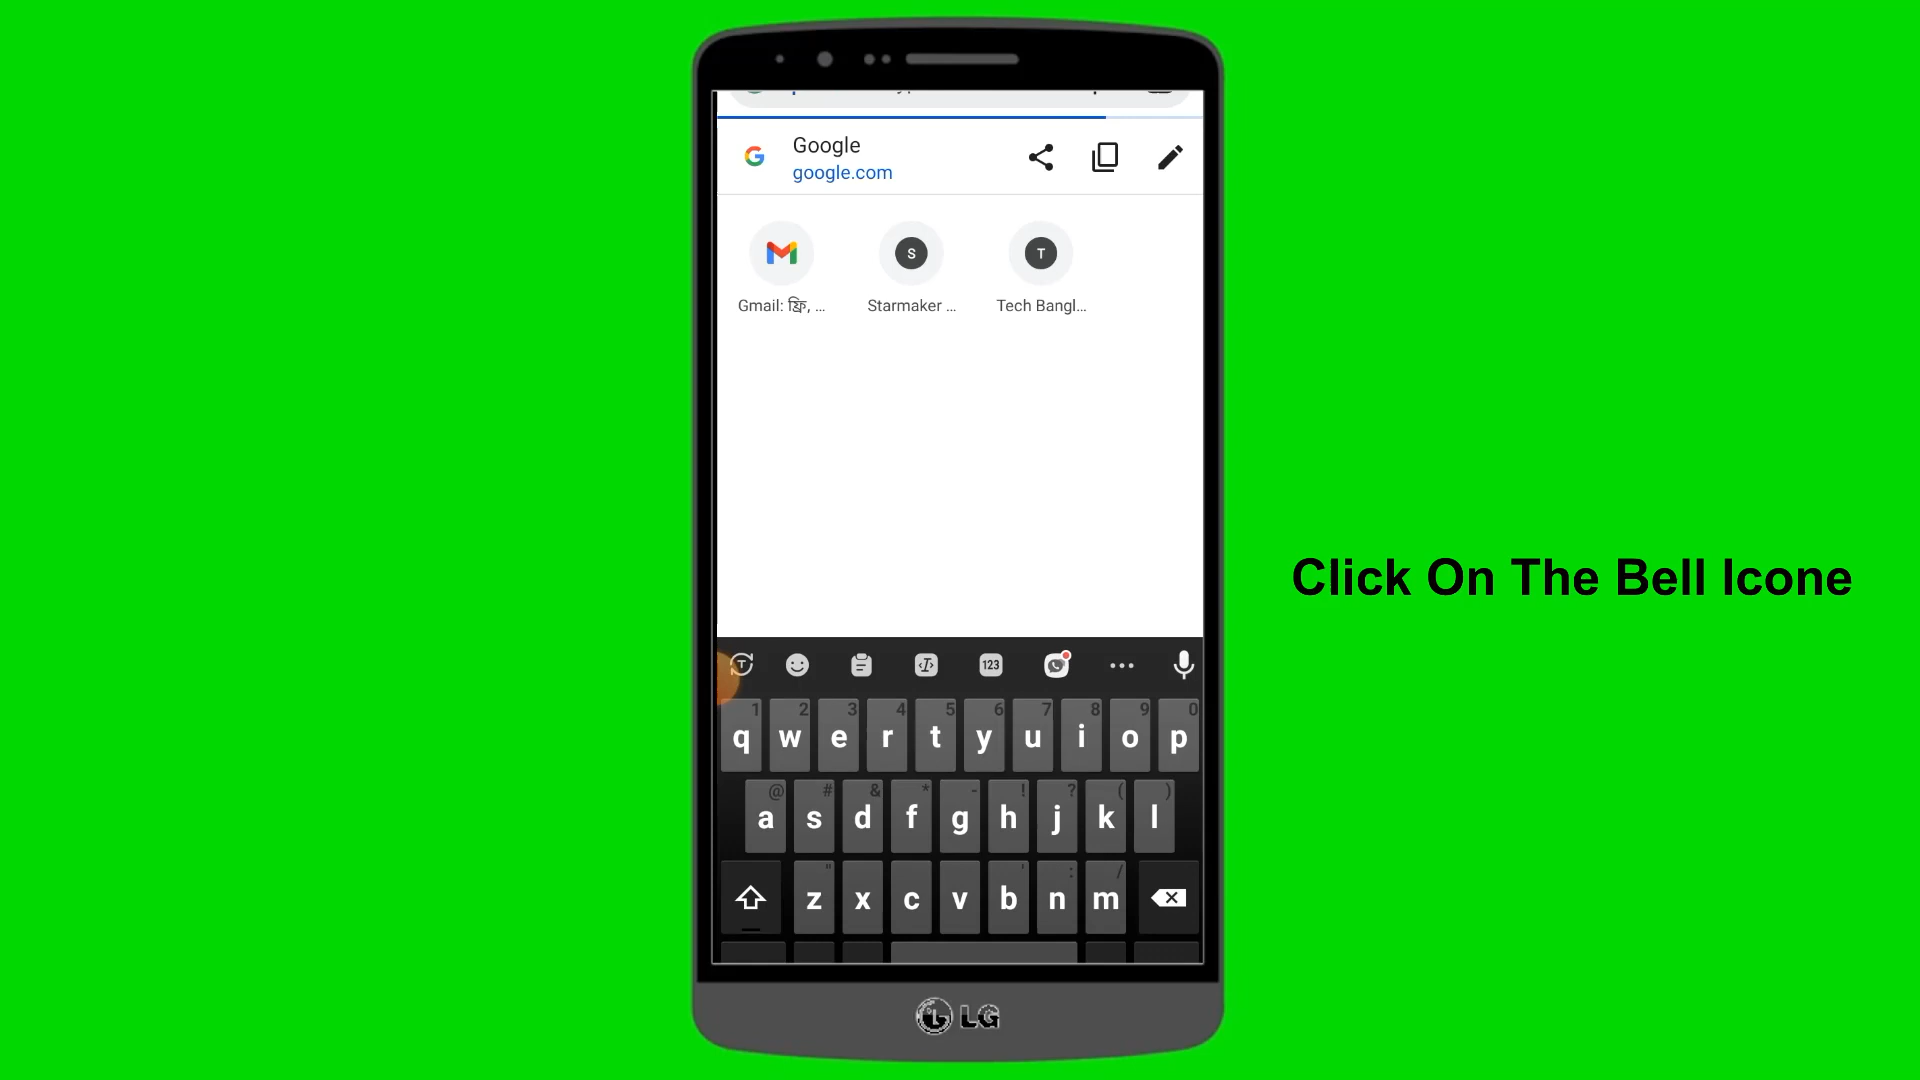 Google
google.com
Gmail: ফ্রি, ...
Starmaker ...
Tech Bangl...
S
T
Click On The Bell Icone
123
1 2 3 4 5 6 7 8 9 0
q w e r t y u i o p
@ # & * - ! ? ( )
a s d f g h j k l
" ' : /
z x c v b n m
LG